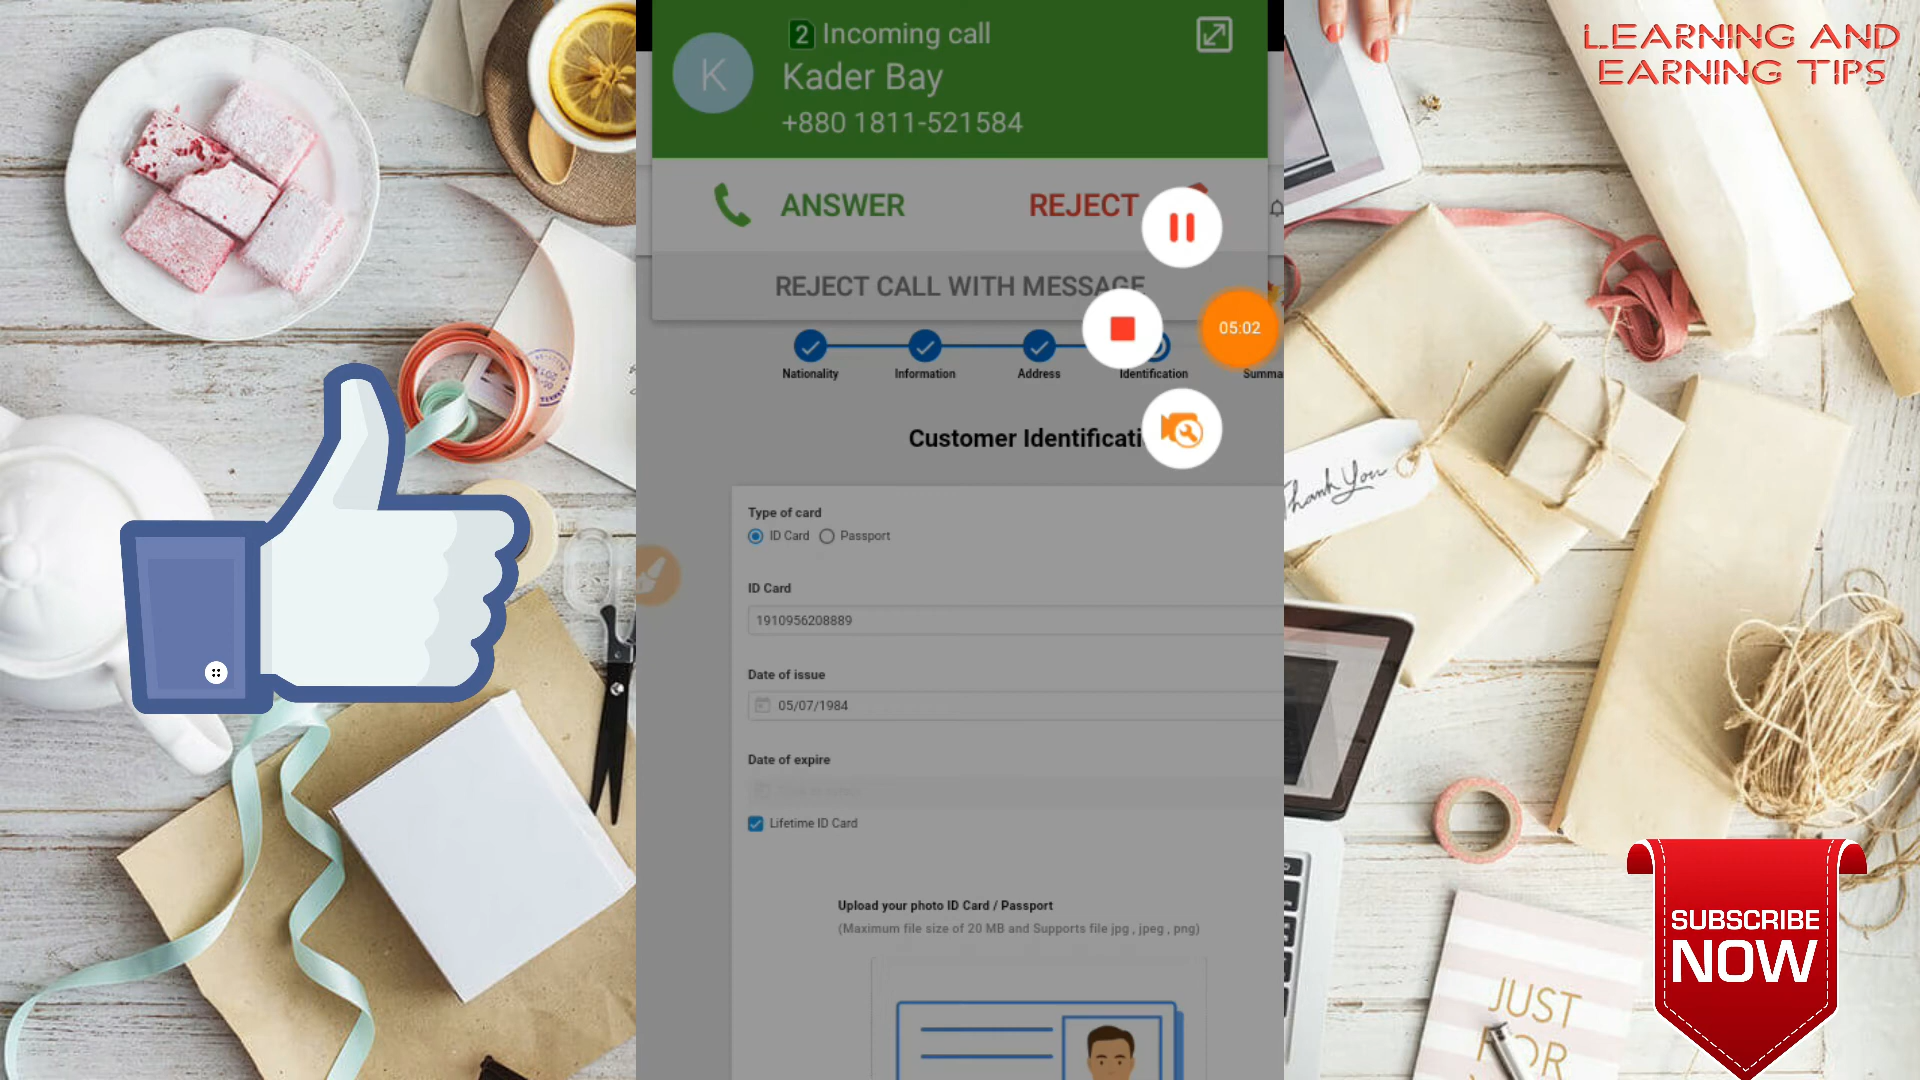 LEARNING AND
EARNING TIPS
2 Incoming call
K
Kader Bay
+880 1811-521584
ANSWER
REJECT
REJECT CALL WITH MESSAGE
05:02
Nationality
Information
Address
Identification
Customer
Type of card
ID Card
Passport
ID Card
1910956208889
Date of issue
05/07/1984
Date of expire
Lifetime ID Card
Upload your photo ID Card / Passport
(Maximum file size of 20 MB and Supports file jpg , jpeg , png)
Thank You
SUBSCRIBE
NOW
JUST
FOR